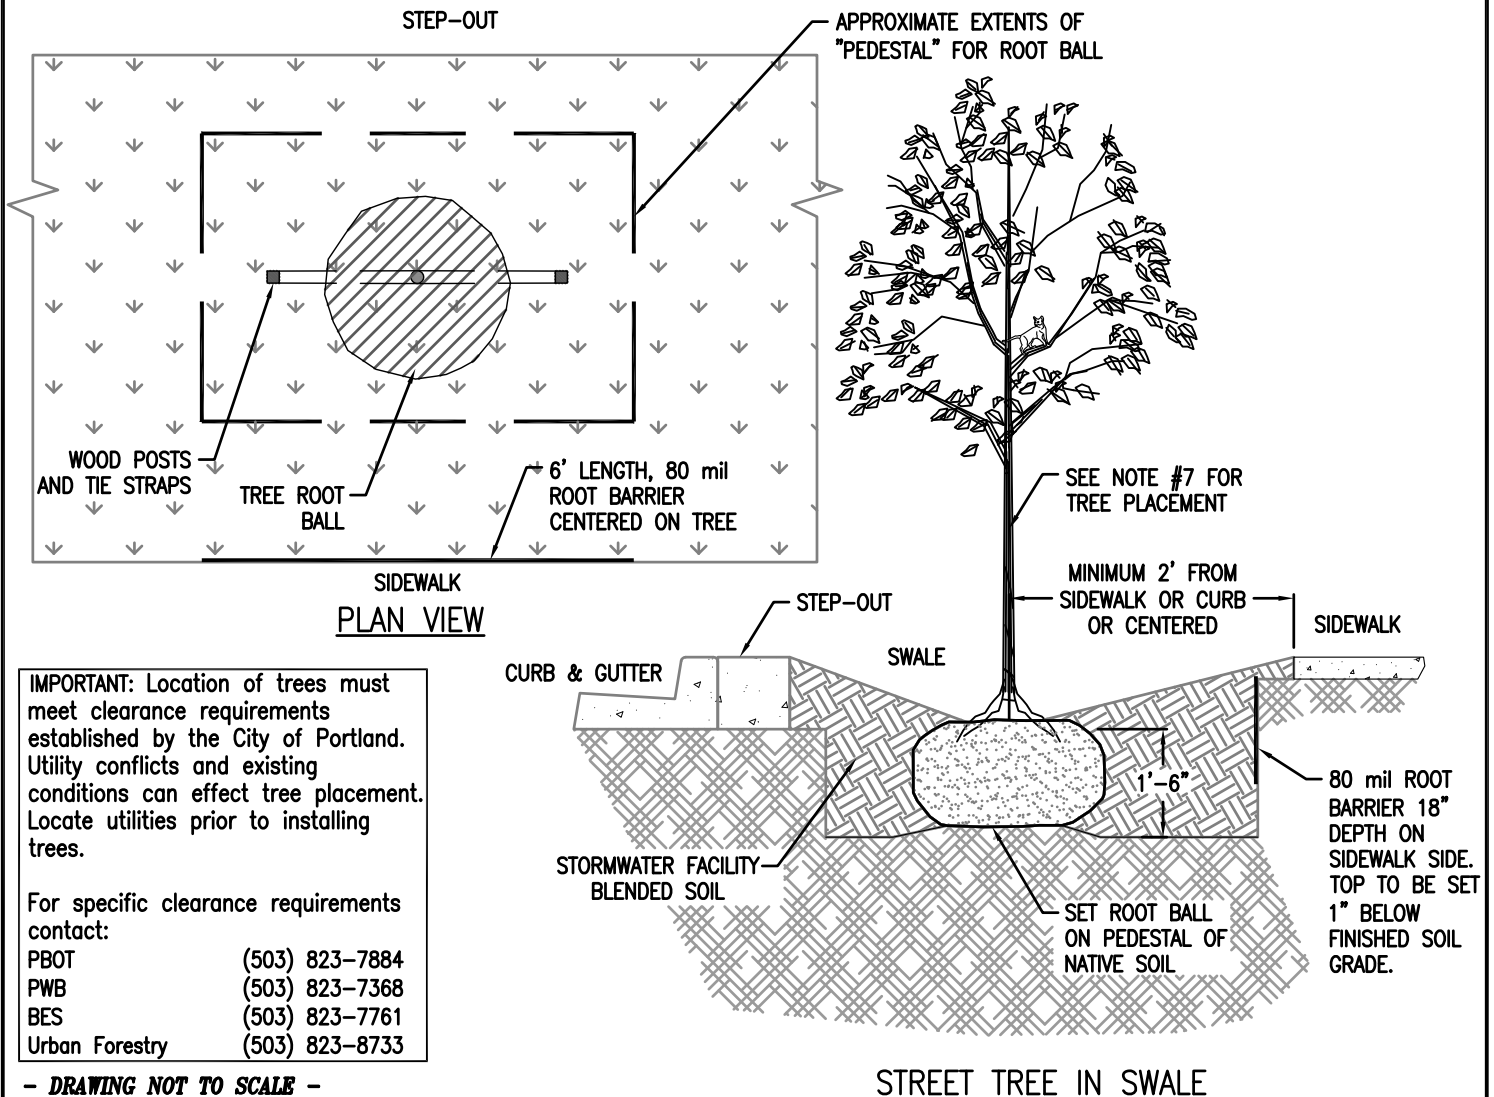 STEP-OUT
APPROXIMATE EXTENTS OF
"PEDESTAL" FOR ROOT BALL
WOOD POSTS
AND TIE STRAPS
TREE ROOT
BALL
6' LENGTH, 80 mil
ROOT BARRIER
CENTERED ON TREE
SIDEWALK
PLAN VIEW
SEE NOTE #7 FOR
TREE PLACEMENT
MINIMUM 2' FROM
SIDEWALK OR CURB
OR CENTERED
SIDEWALK
STEP-OUT
SWALE
CURB & GUTTER
1'-6"
STORMWATER FACILITY
BLENDED SOIL
SET ROOT BALL
ON PEDESTAL OF
NATIVE SOIL
80 mil ROOT
BARRIER 18"
DEPTH ON
SIDEWALK SIDE.
TOP TO BE SET
1" BELOW
FINISHED SOIL
GRADE.
IMPORTANT: Location of trees must
meet clearance requirements
established by the City of Portland.
Utility conflicts and existing
conditions can effect tree placement.
Locate utilities prior to installing
trees.
For specific clearance requirements
contact:
PBOT (503) 823-7884
PWB (503) 823-7368
BES (503) 823-7761
Urban Forestry (503) 823-8733
- DRAWING NOT TO SCALE -
STREET TREE IN SWALE